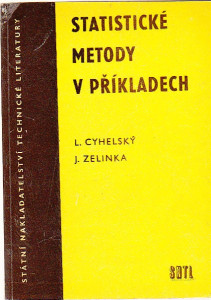 STATISTICKÉ
METODY
V PŘÍKLADECH
L. CYHELSKÝ
J. ZELINKA
STÁTNÍ NAKLADATELSTVÍ TECHNICKÉ LITERATURY
SNTL